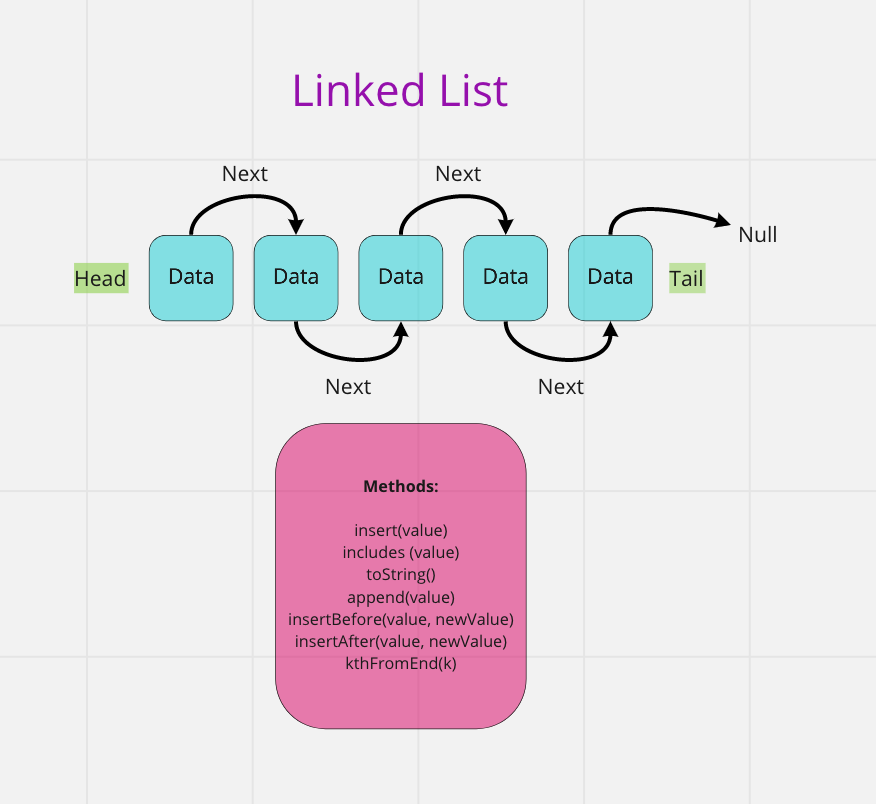 Linked List
Next
Next
Null
Head
Data
Data
Data
Data
Data
Tail
Next
Next
Methods:
insert(value)
includes (value)
toString()
append(value)
insertBefore(value, newValue)
insertAfter(value, newValue)
kthFromEnd(k)